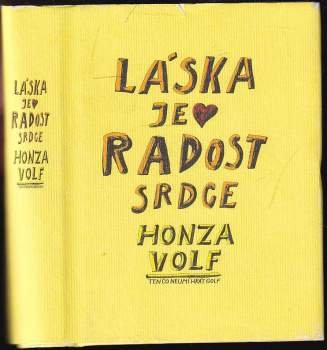 LÁSKA
JE
RADOST
SRDCE
HONZA
VOLF
LÁSKA
JE
RADOST
SRDCE
HONZA
VOLF
TEN CO NEUMÍ HRÁT GOLF